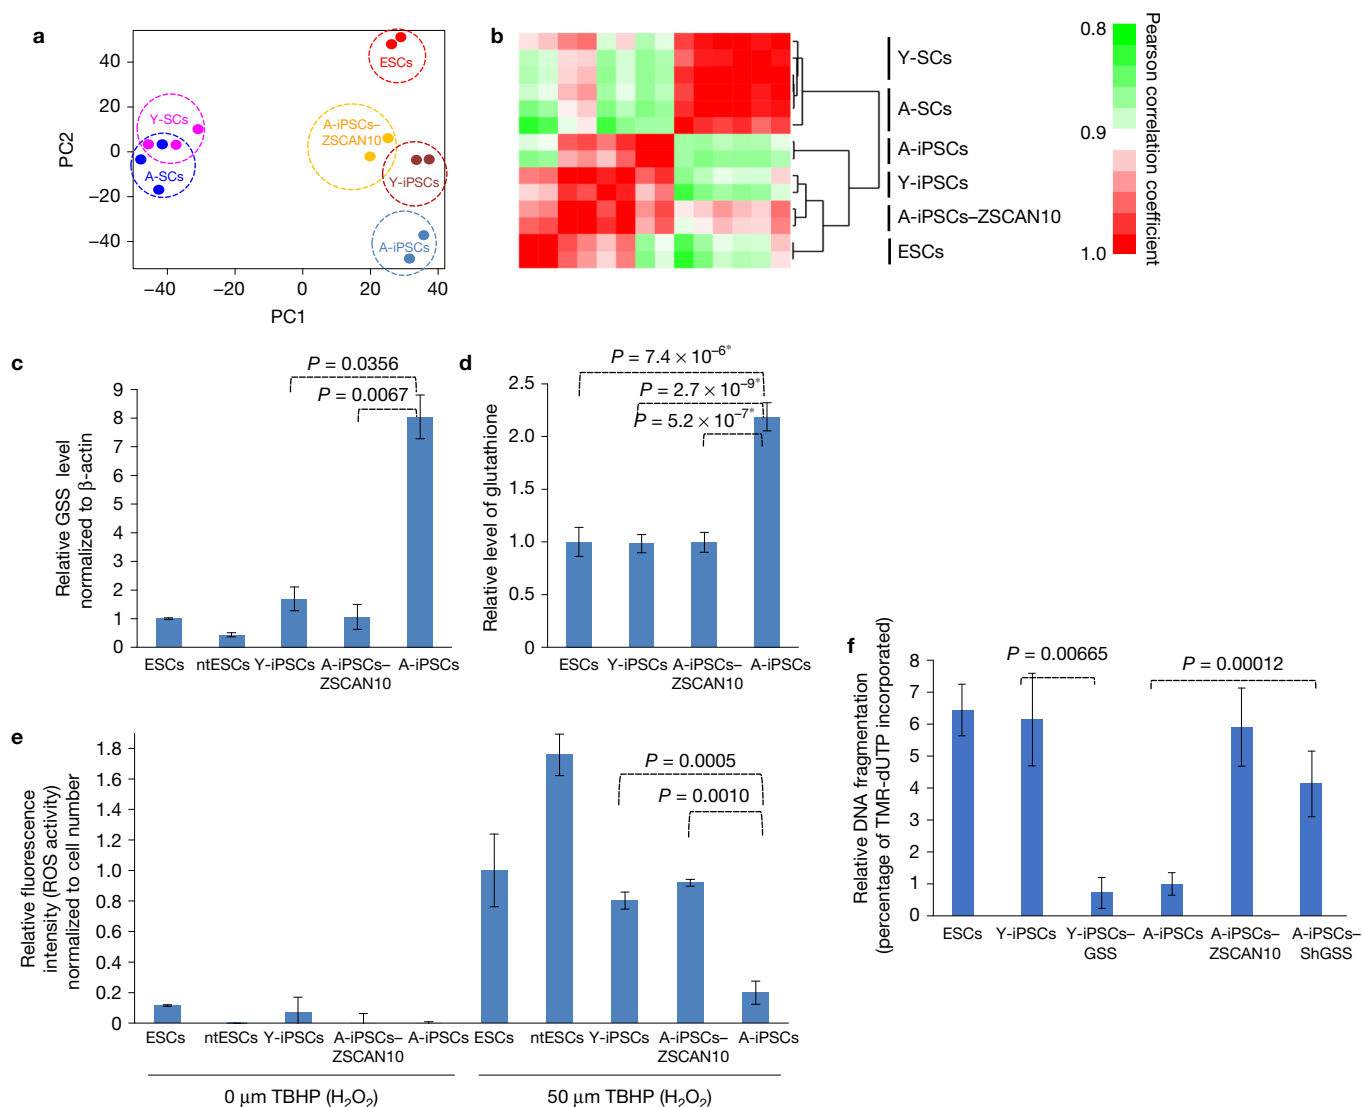 a
40
20
0
−20
−40
PC2
−40
−20
0
20
40
PC1
ESCs
Y-SCs
A-SCs
A-iPSCs–
ZSCAN10
Y-iPSCs
A-iPSCs
b
Y-SCs
A-SCs
A-iPSCs
Y-iPSCs
A-iPSCs–ZSCAN10
ESCs
0.8
0.9
1.0
Pearson correlation coefficient
c
Relative GSS level
normalized to β-actin
9
8
7
6
5
4
3
2
1
0
P = 0.0356
P = 0.0067
ESCs
ntESCs
Y-iPSCs
A-iPSCs–
ZSCAN10
A-iPSCs
d
Relative level of glutathione
2.5
2.0
1.5
1.0
0.5
0
P = 7.4 × 10⁻⁶*
P = 2.7 × 10⁻⁹*
P = 5.2 × 10⁻⁷*
ESCs
Y-iPSCs
A-iPSCs–
ZSCAN10
A-iPSCs
e
Relative fluorescence
intensity (ROS activity)
normalized to cell number
1.8
1.6
1.4
1.2
1.0
0.8
0.6
0.4
0.2
0
P = 0.0005
P = 0.0010
ESCs
ntESCs
Y-iPSCs
A-iPSCs–
ZSCAN10
A-iPSCs
ESCs
ntESCs
Y-iPSCs
A-iPSCs–
ZSCAN10
A-iPSCs
0 µm TBHP (H₂O₂)
50 µm TBHP (H₂O₂)
f
Relative DNA fragmentation
(percentage of TMR-dUTP incorporated)
8
7
6
5
4
3
2
1
0
P = 0.00665
P = 0.00012
ESCs
Y-iPSCs
Y-iPSCs–
GSS
A-iPSCs
A-iPSCs–
ZSCAN10
A-iPSCs–
ShGSS